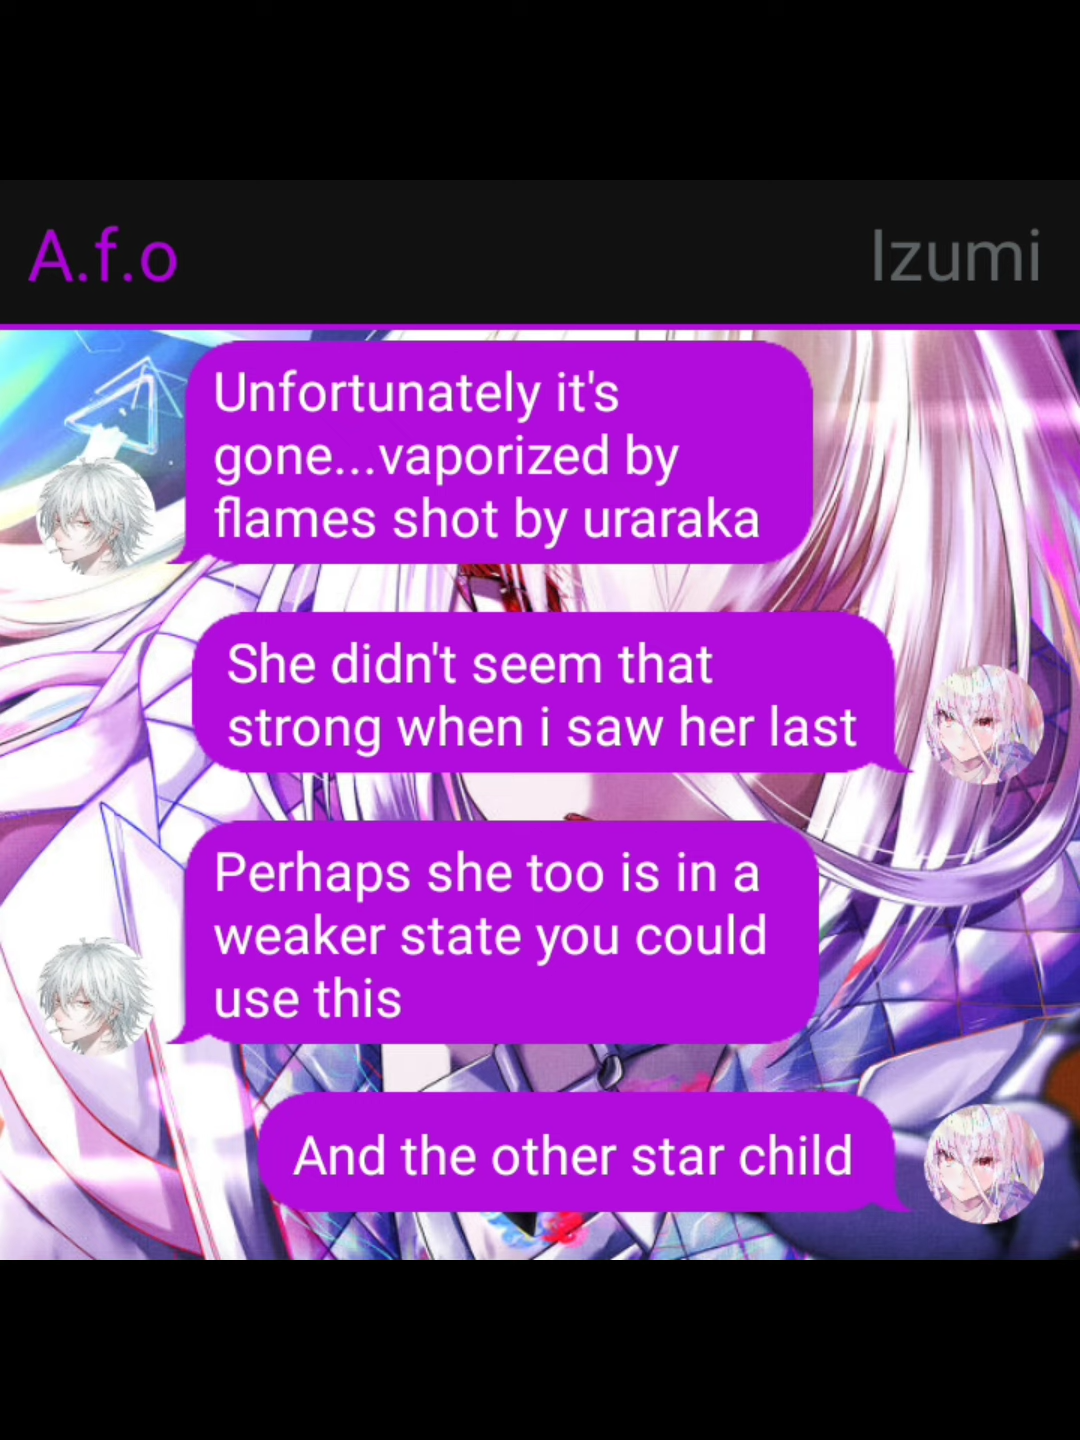 A.f.o
Izumi
Unfortunately it's
gone...vaporized by
flames shot by uraraka
She didn't seem that
strong when i saw her last
Perhaps she too is in a
weaker state you could
use this
And the other star child